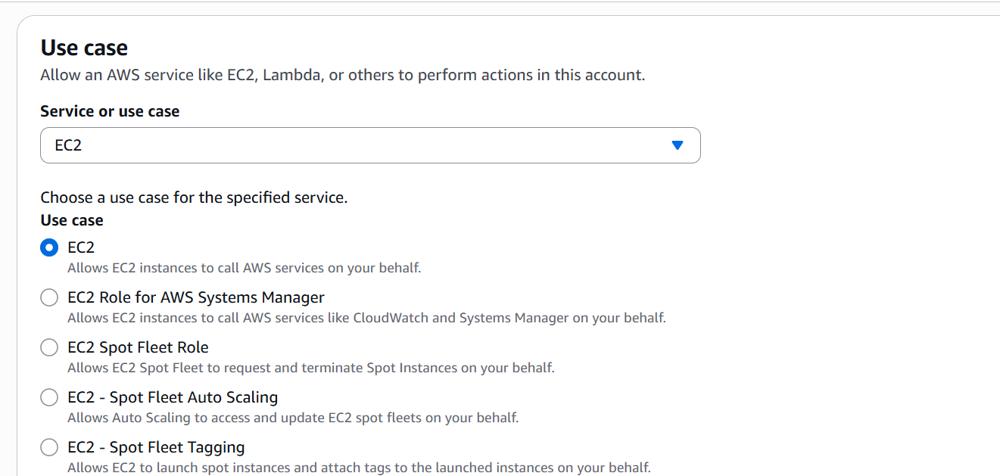 Use case
Allow an AWS service like EC2, Lambda, or others to perform actions in this account.
Service or use case
EC2
Choose a use case for the specified service.
Use case
EC2
Allows EC2 instances to call AWS services on your behalf.
EC2 Role for AWS Systems Manager
Allows EC2 instances to call AWS services like CloudWatch and Systems Manager on your behalf.
EC2 Spot Fleet Role
Allows EC2 Spot Fleet to request and terminate Spot Instances on your behalf.
EC2 - Spot Fleet Auto Scaling
Allows Auto Scaling to access and update EC2 spot fleets on your behalf.
EC2 - Spot Fleet Tagging
Allows EC2 to launch spot instances and attach tags to the launched instances on your behalf.